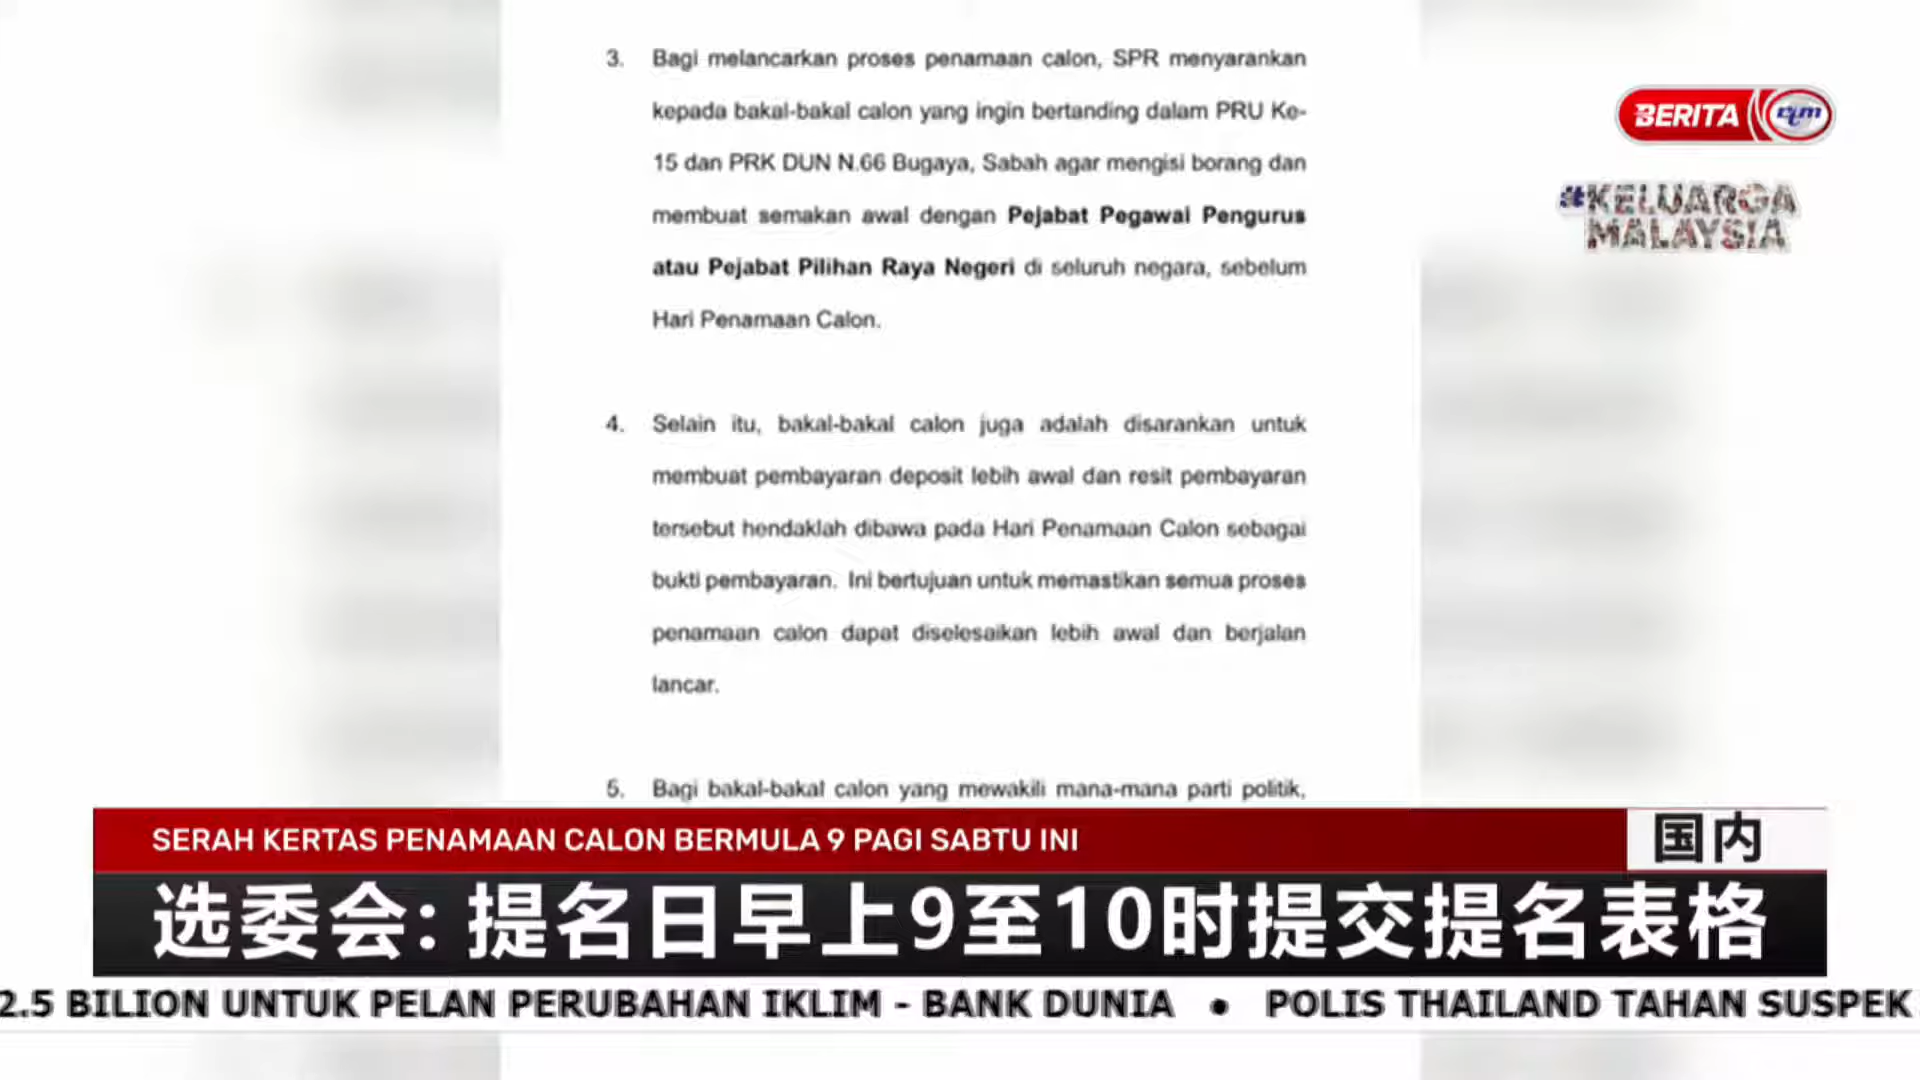 3. Bagi melancarkan proses penamaan calon, SPR menyarankan
kepada bakal-bakal calon yang ingin bertanding dalam PRU Ke-
15 dan PRK DUN N.66 Bugaya, Sabah agar mengisi borang dan
membuat semakan awal dengan Pejabat Pegawai Pengurus
atau Pejabat Pilihan Raya Negeri di seluruh negara, sebelum
Hari Penamaan Calon.
4. Selain itu, bakal-bakal calon juga adalah disarankan untuk
membuat pembayaran deposit lebih awal dan resit pembayaran
tersebut hendaklah dibawa pada Hari Penamaan Calon sebagai
bukti pembayaran. Ini bertujuan untuk memastikan semua proses
penamaan calon dapat diselesaikan lebih awal dan berjalan
lancar.
5. Bagi bakal-bakal calon yang mewakili mana-mana parti politik,
BERITA rtm
#KELUARGA
MALAYSIA
SERAH KERTAS PENAMAAN CALON BERMULA 9 PAGI SABTU INI
国内
选委会: 提名日早上9至10时提交提名表格
2.5 BILION UNTUK PELAN PERUBAHAN IKLIM - BANK DUNIA • POLIS THAILAND TAHAN SUSPEK